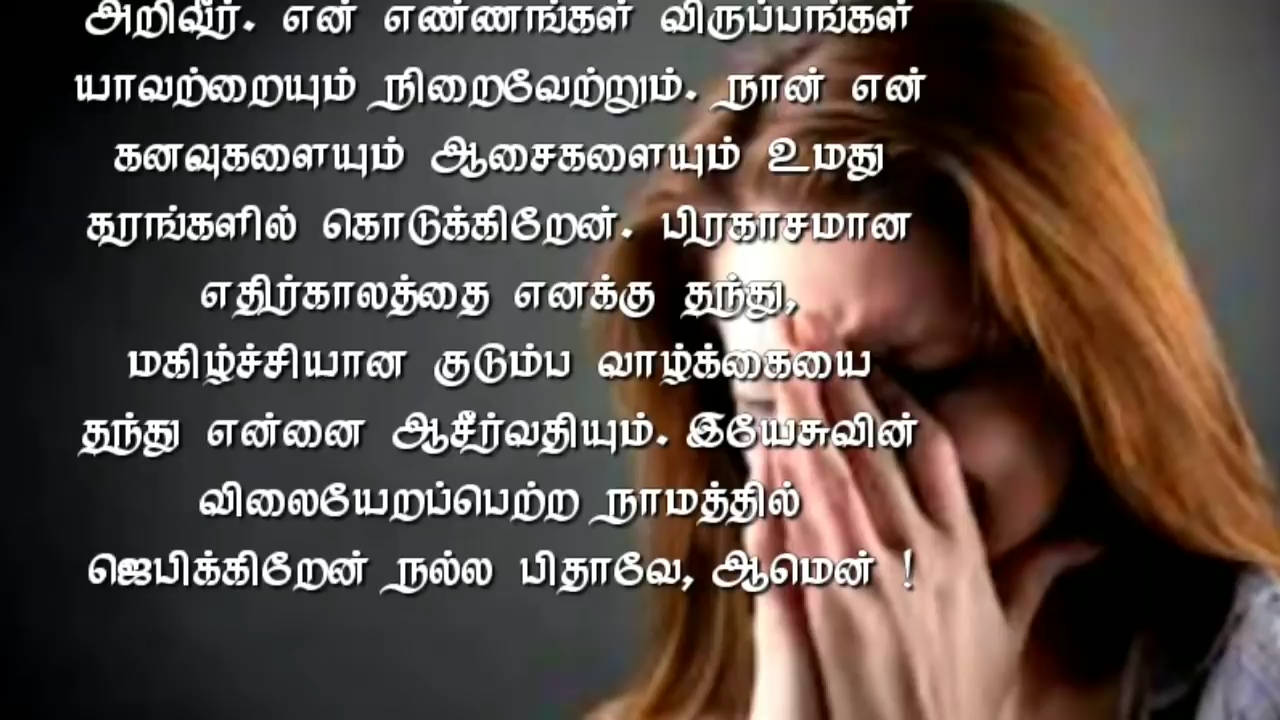 அறிவீர். என் எண்ணங்கள் விருப்பங்கள்
யாவற்றையும் நிறைவேற்றும். நான் என்
கனவுகளையும் ஆசைகளையும் உமது
கரங்களில் கொடுக்கிறேன். பிரகாசமான
எதிர்காலத்தை எனக்கு தந்து,
மகிழ்ச்சியான குடும்ப வாழ்க்கையை
தந்து என்னை ஆசீர்வதியும். இயேசுவின்
விலையேறப்பெற்ற நாமத்தில்
ஜெபிக்கிறேன் நல்ல பிதாவே, ஆமென் !